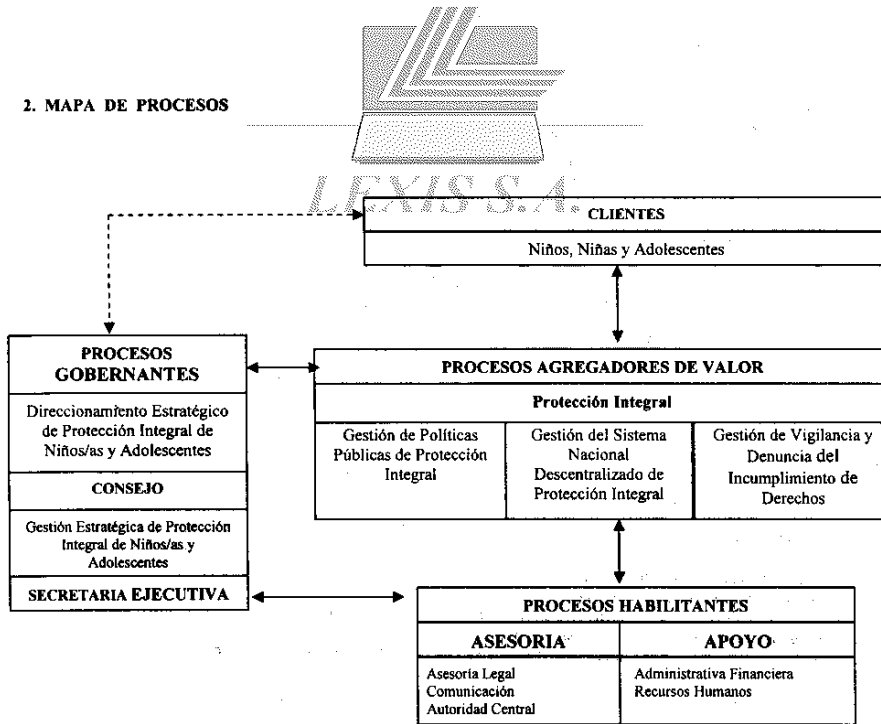 2. MAPA DE PROCESOS
LEXIS S.A.
CLIENTES
Niños, Niñas y Adolescentes
PROCESOS
GOBERNANTES
Direccionamiento Estratégico
de Protección Integral de
Niños/as y Adolescentes
CONSEJO
Gestión Estratégica de Protección
Integral de Niños/as y
Adolescentes
SECRETARIA EJECUTIVA
PROCESOS AGREGADORES DE VALOR
Protección Integral
Gestión de Políticas
Públicas de Protección
Integral
Gestión del Sistema
Nacional
Descentralizado de
Protección Integral
Gestión de Vigilancia y
Denuncia del
Incumplimiento de
Derechos
PROCESOS HABILITANTES
ASESORIA
Asesoría Legal
Comunicación
Autoridad Central
APOYO
Administrativa Financiera
Recursos Humanos